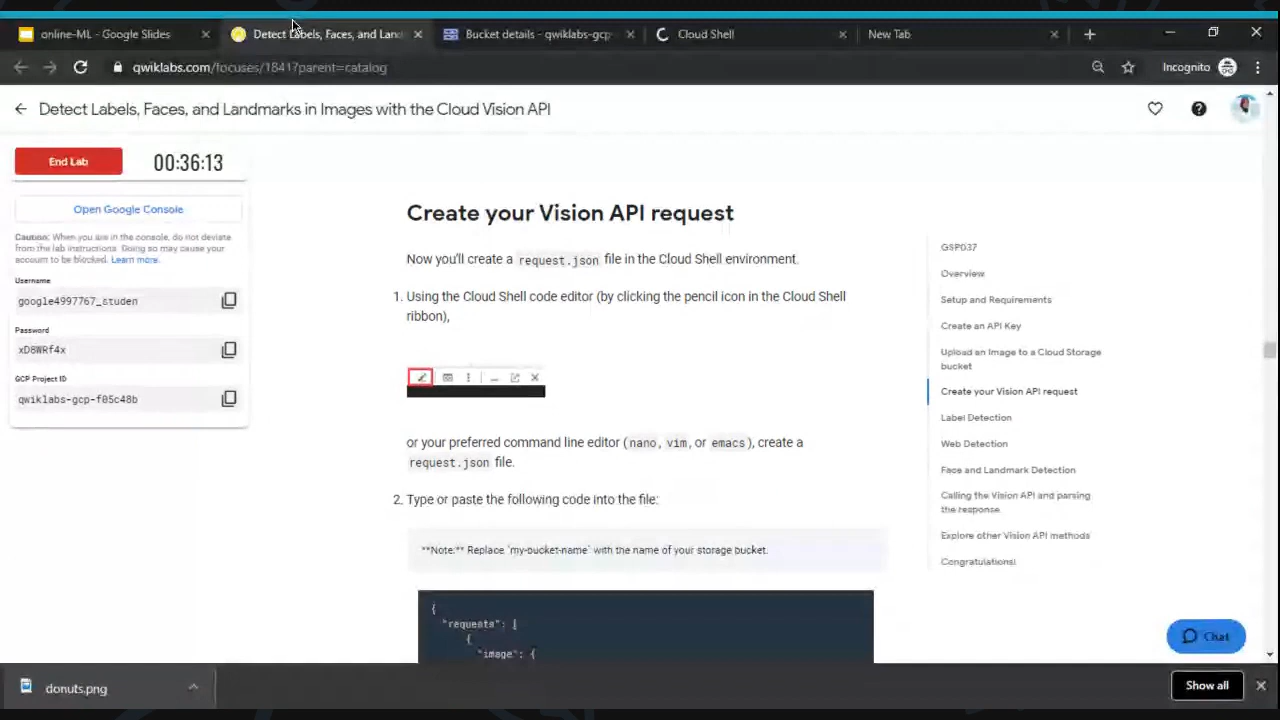 online-ML - Google Slides
Detect Labels, Faces, and Land
Bucket details - qwiklabs-gcp-
Cloud Shell
New Tab
qwiklabs.com/focuses/1841?parent=catalog
Incognito
Detect Labels, Faces, and Landmarks in Images with the Cloud Vision API
End Lab
00:36:13
Open Google Console
Caution: When you are in the console, do not deviate
from the lab instructions. Doing so may cause your
account to be blocked. Learn more.
Username
google4997767_studen
Password
xD8WRf4x
GCP Project ID
qwiklabs-gcp-f05c48b
Create your Vision API request
Now you'll create a request.json file in the Cloud Shell environment.
1. Using the Cloud Shell code editor (by clicking the pencil icon in the Cloud Shell
ribbon),
or your preferred command line editor (nano, vim, or emacs), create a
request.json file.
2. Type or paste the following code into the file:
**Note:** Replace `my-bucket-name` with the name of your storage bucket.
{
"requests": [
{
"image": {
GSP037
Overview
Setup and Requirements
Create an API Key
Upload an Image to a Cloud Storage
bucket
Create your Vision API request
Label Detection
Web Detection
Face and Landmark Detection
Calling the Vision API and parsing
the response
Explore other Vision API methods
Congratulations!
Chat
donuts.png
Show all